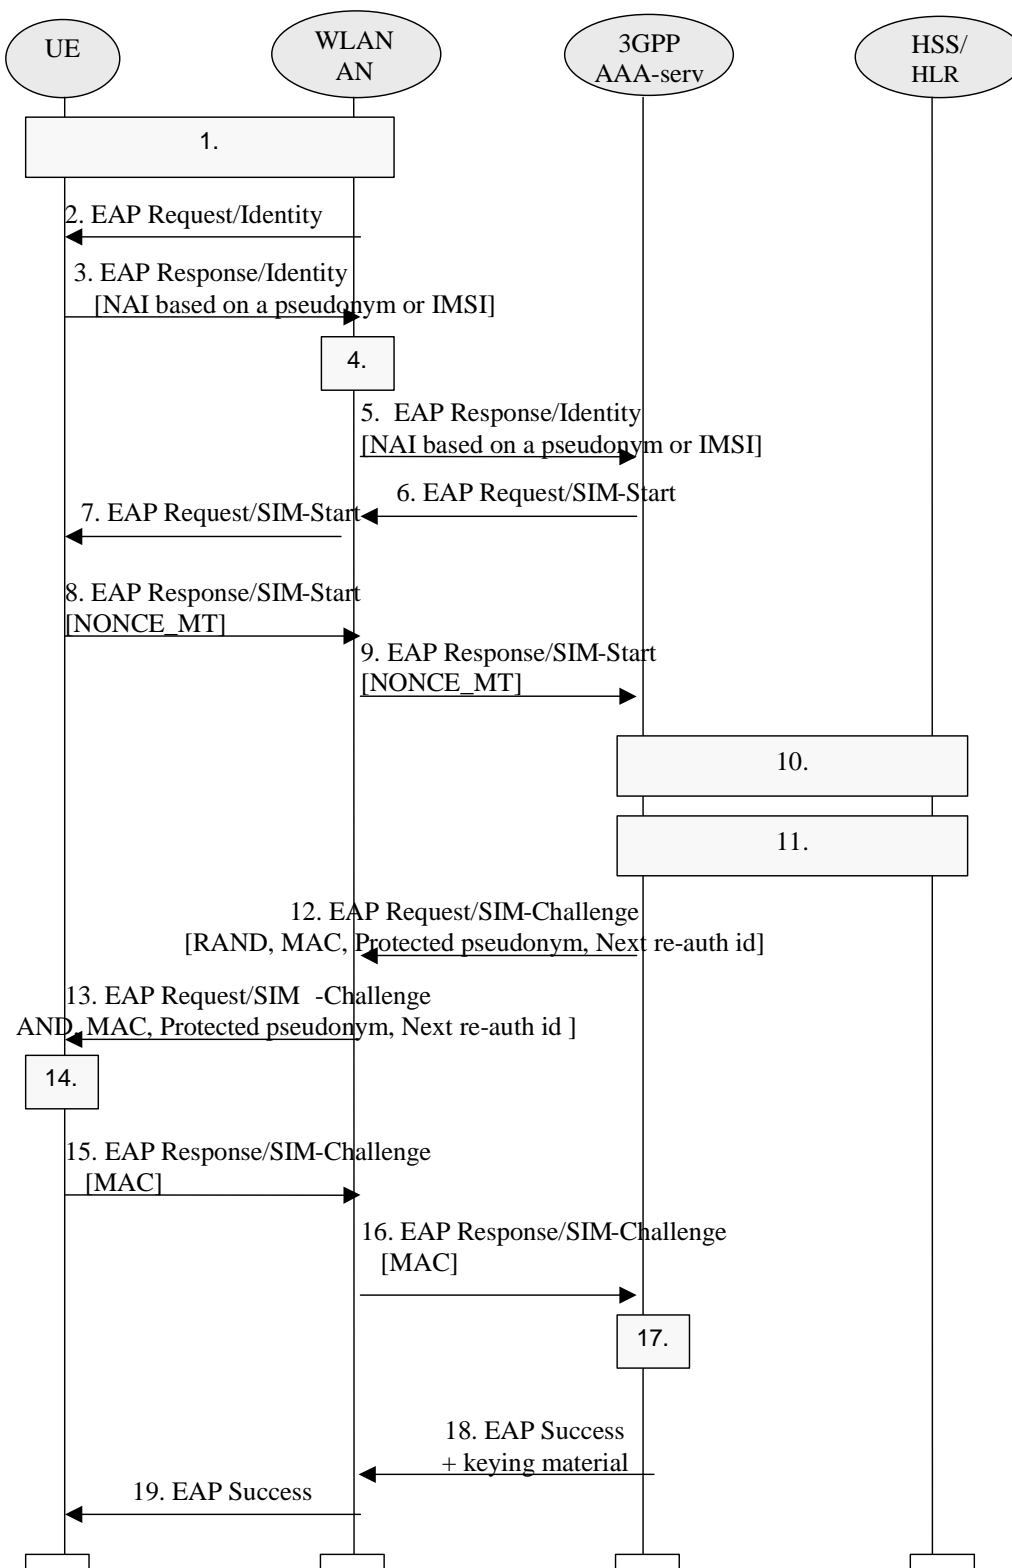 UE
WLAN
AN
3GPP
AAA-serv
HSS/
HLR
1.
2. EAP Request/Identity
3. EAP Response/Identity
[NAI based on a pseudonym or IMSI]
4.
5. EAP Response/Identity
[NAI based on a pseudonym or IMSI]
6. EAP Request/SIM-Start
7. EAP Request/SIM-Start
8. EAP Response/SIM-Start
[NONCE_MT]
9. EAP Response/SIM-Start
[NONCE_MT]
10.
11.
12. EAP Request/SIM-Challenge
[RAND, MAC, Protected pseudonym, Next re-auth id]
13. EAP Request/SIM -Challenge
AND, MAC, Protected pseudonym, Next re-auth id ]
14.
15. EAP Response/SIM-Challenge
[MAC]
16. EAP Response/SIM-Challenge
[MAC]
17.
18. EAP Success
+ keying material
19. EAP Success